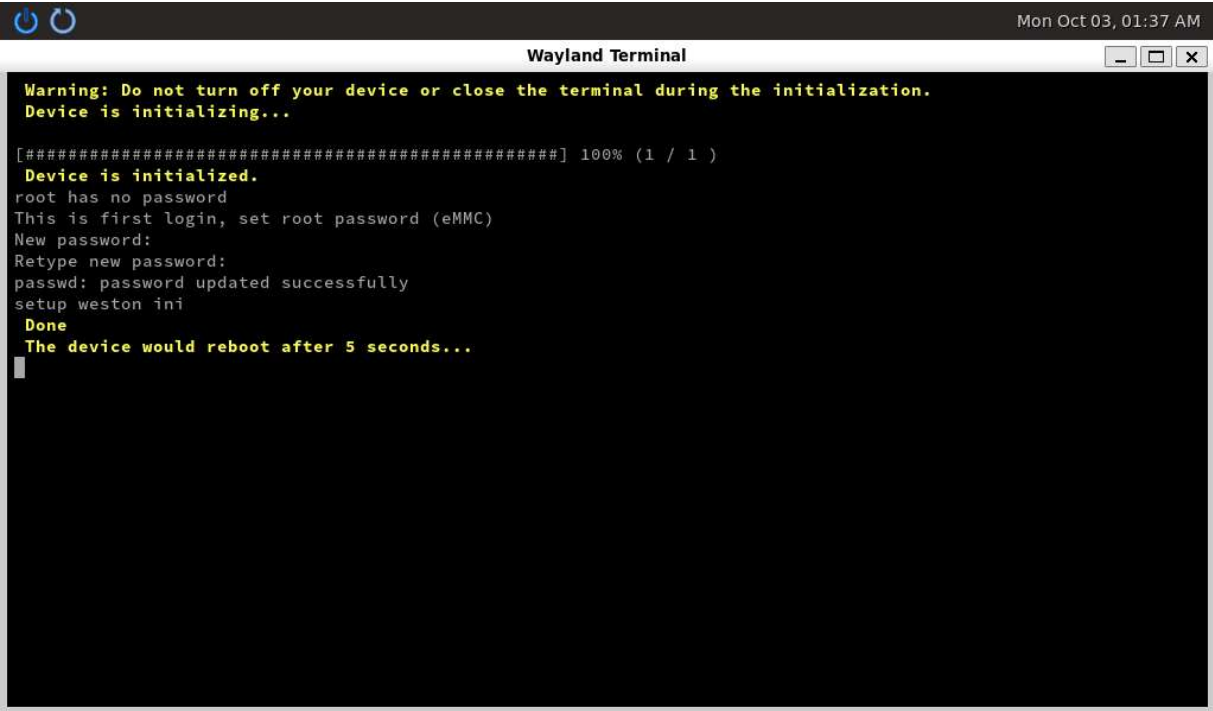 Mon Oct 03, 01:37 AM
Wayland Terminal
Warning: Do not turn off your device or close the terminal during the initialization.
Device is initializing...
[##################################################] 100% (1 / 1 )
Device is initialized.
root has no password
This is first login, set root password (eMMC)
New password:
Retype new password:
passwd: password updated successfully
setup weston ini
Done
The device would reboot after 5 seconds...